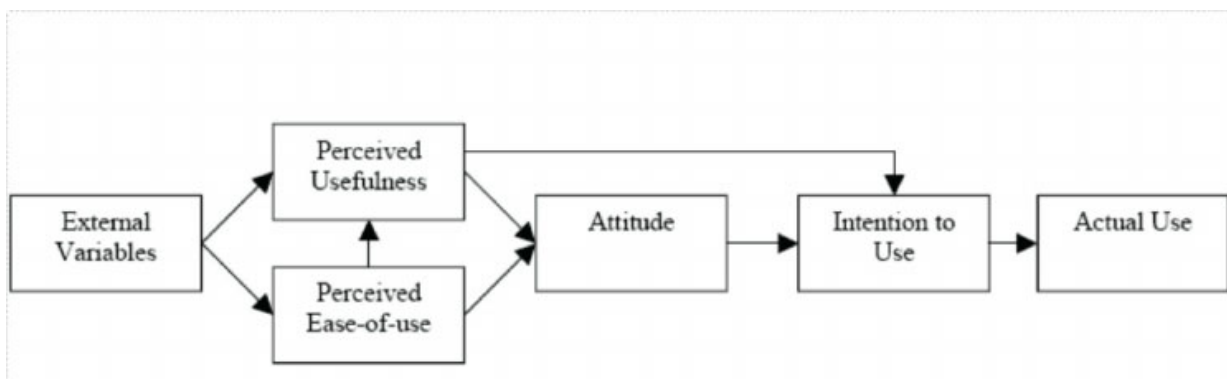 Perceived
Usefulness
External
Variables
Attitude
Intention to
Use
Actual Use
Perceived
Ease-of-use